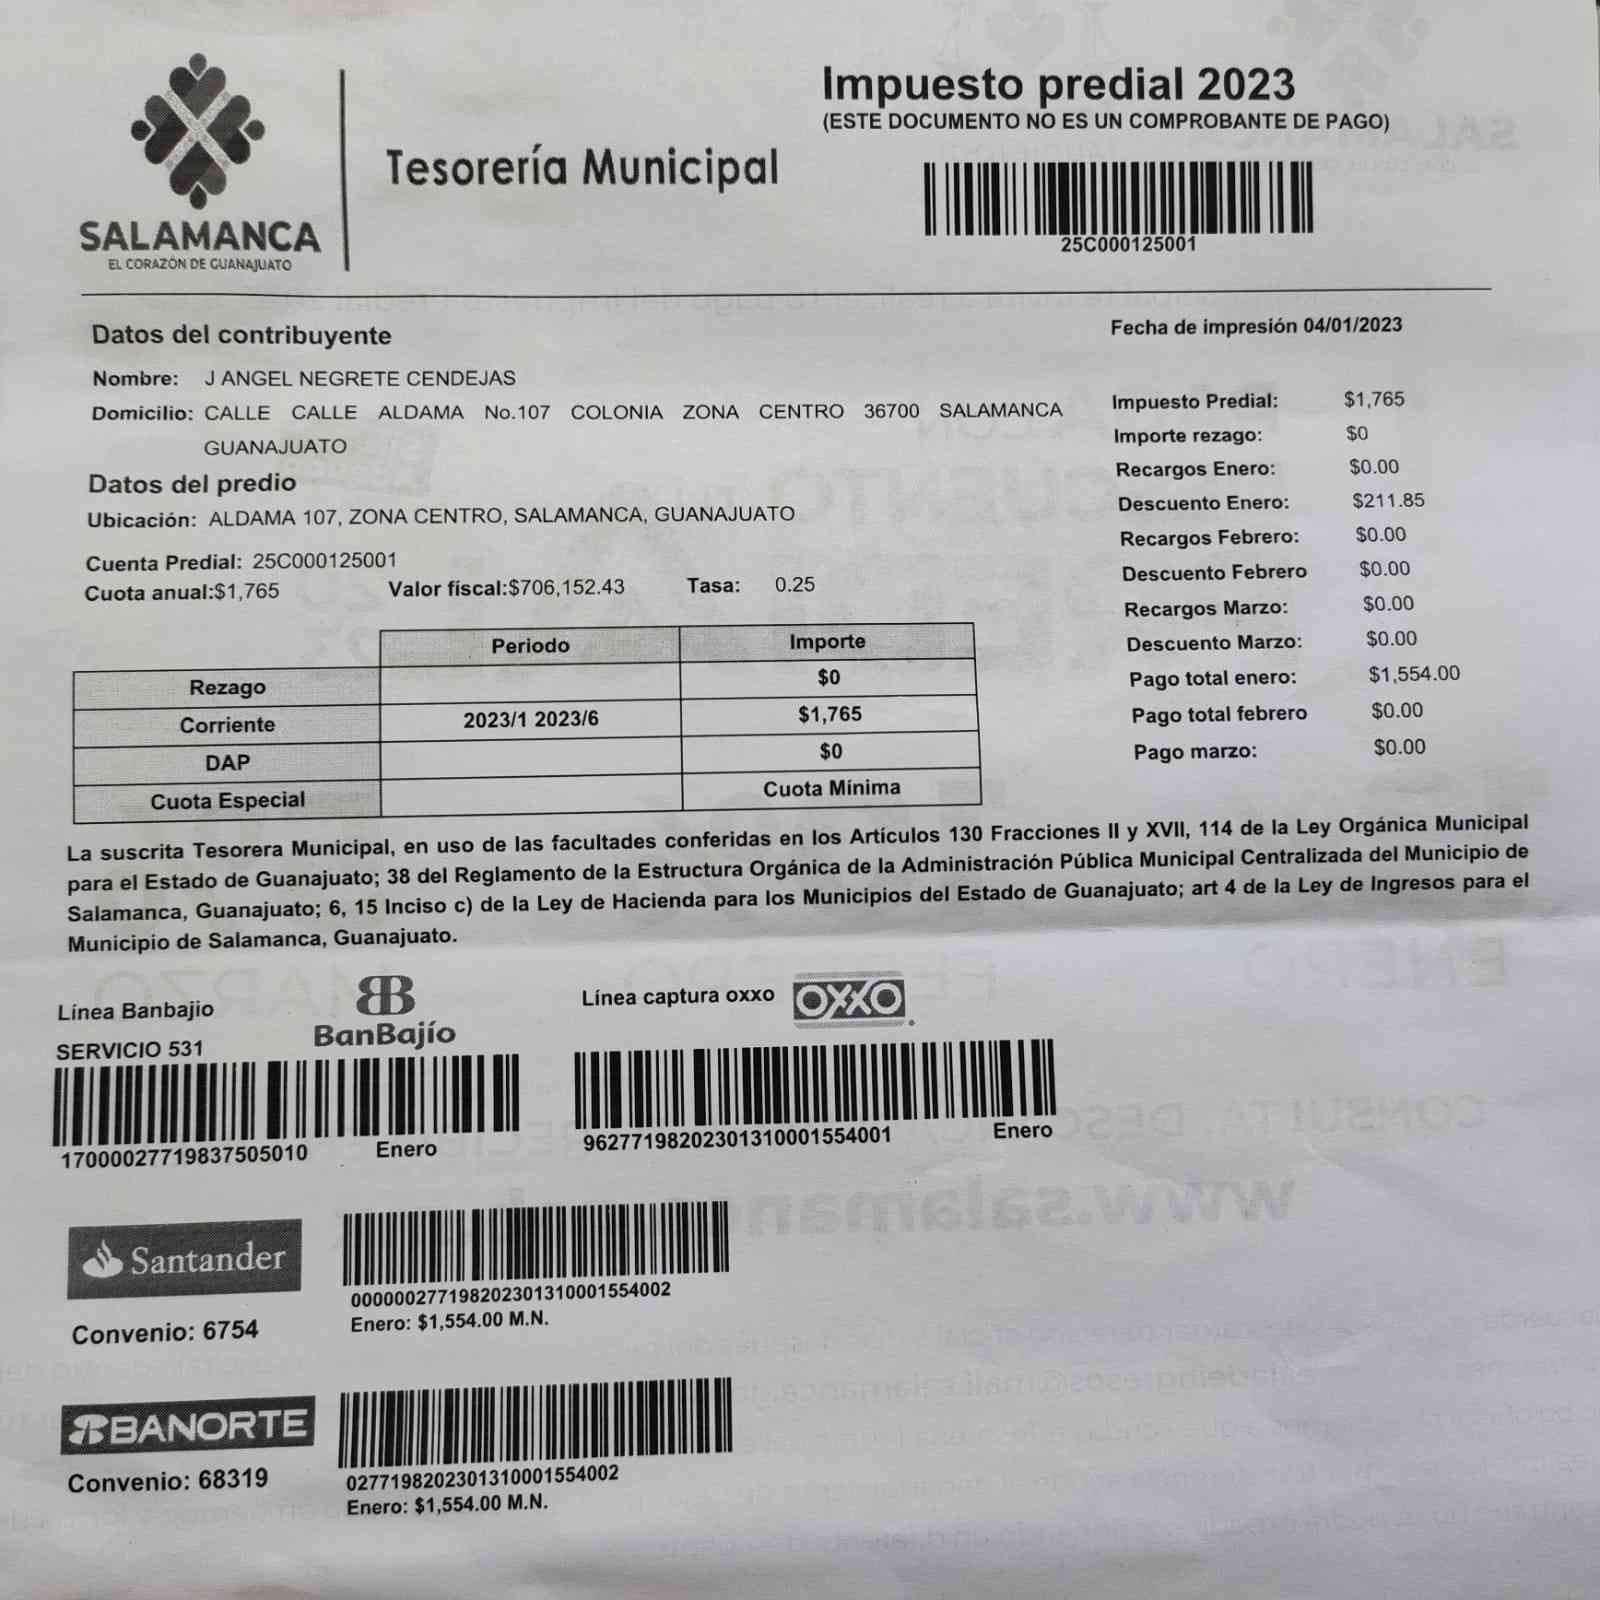 Impuesto predial 2023
(ESTE DOCUMENTO NO ES UN COMPROBANTE DE PAGO)
Tesorería Municipal
25C000125001
SALAMANCA
EL CORAZÓN DE GUANAJUATO
Datos del contribuyente
Fecha de impresión 04/01/2023
Nombre: J ANGEL NEGRETE CENDEJAS
Domicilio: CALLE CALLE ALDAMA No.107 COLONIA ZONA CENTRO 36700 SALAMANCA
GUANAJUATO
Datos del predio
Ubicación: ALDAMA 107, ZONA CENTRO, SALAMANCA, GUANAJUATO
Cuenta Predial: 25C000125001
Cuota anual:$1,765 Valor fiscal:$706,152.43 Tasa: 0.25
Impuesto Predial: $1,765
Importe rezago: $0
Recargos Enero: $0.00
Descuento Enero: $211.85
Recargos Febrero: $0.00
Descuento Febrero $0.00
Recargos Marzo: $0.00
Descuento Marzo: $0.00
Pago total enero: $1,554.00
Pago total febrero $0.00
Pago marzo: $0.00
Periodo Importe
Rezago $0
Corriente 2023/1 2023/6 $1,765
DAP $0
Cuota Especial Cuota Mínima
La suscrita Tesorera Municipal, en uso de las facultades conferidas en los Artículos 130 Fracciones II y XVII, 114 de la Ley Orgánica Municipal
para el Estado de Guanajuato; 38 del Reglamento de la Estructura Orgánica de la Administración Pública Municipal Centralizada del Municipio de
Salamanca, Guanajuato; 6, 15 Inciso c) de la Ley de Hacienda para los Municipios del Estado de Guanajuato; art 4 de la Ley de Ingresos para el
Municipio de Salamanca, Guanajuato.
Línea Banbajio
BanBajío
SERVICIO 531
17000027719837505010 Enero
Línea captura oxxo OXXO
96277198202301310001554001 Enero
Santander
Convenio: 6754
0000002771982023013100015​54002
Enero: $1,554.00 M.N.
BANORTE
Convenio: 68319
0277198202301310001554002
Enero: $1,554.00 M.N.